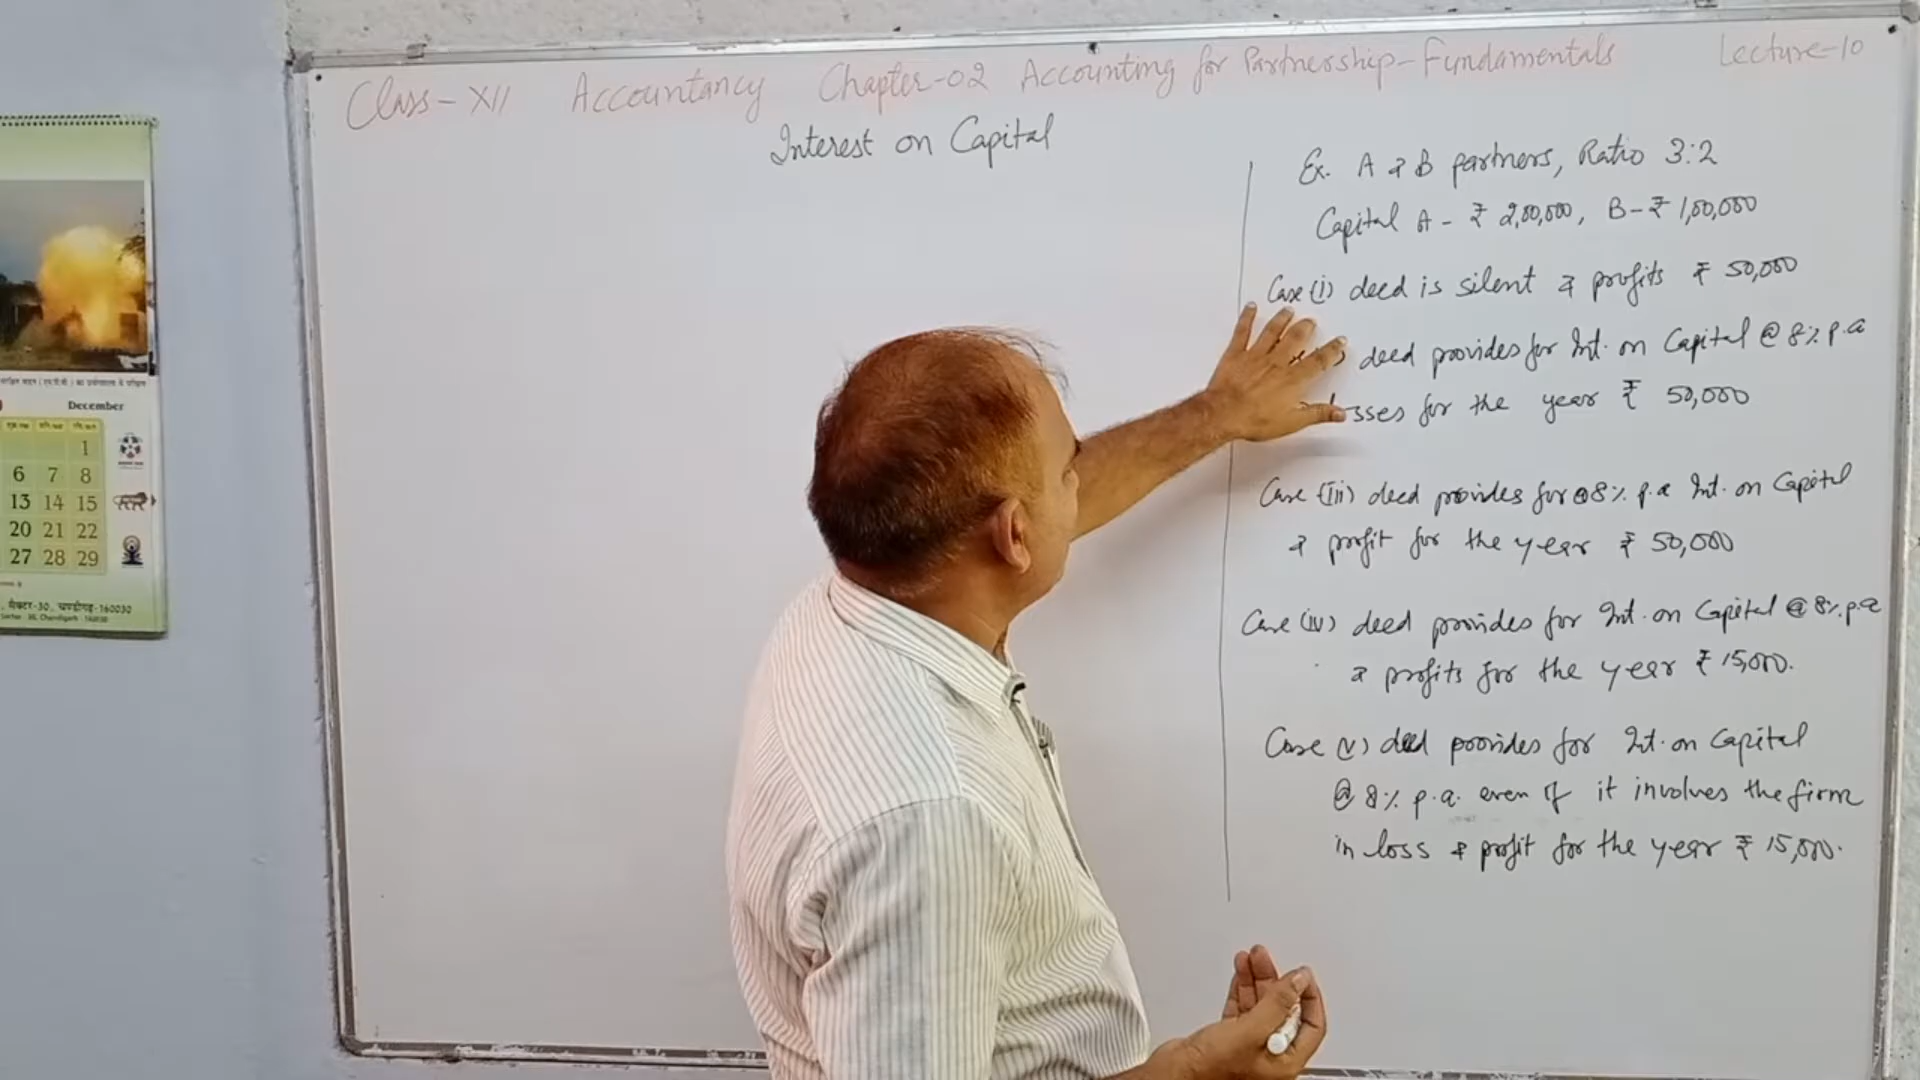 Class-XII Accountancy Chapter-02 Accounting for Partnership-Fundamentals Lecture-10
Interest on Capital
Ex. A & B partners, Ratio 3:2
Capital A - ₹ 2,00,000, B - ₹ 1,00,000
Case (i) deed is silent & profits ₹ 50,000
deed provides for Int. on Capital @ 8% p.a
for the year ₹ 50,000
Case (iii) deed provides for @ 8% p.a Int. on Capital
& profit for the year ₹ 50,000
Case (iv) deed provides for Int. on Capital @ 8% p.a
& profits for the year ₹ 15,000.
Case (v) deed provides for Int. on Capital
@ 8% p.a. even if it involves the firm
in loss & profit for the year ₹ 15,000.
December
1
6 7 8
13 14 15
20 21 22
27 28 29
सेक्टर-30, चण्डीगढ़-160030